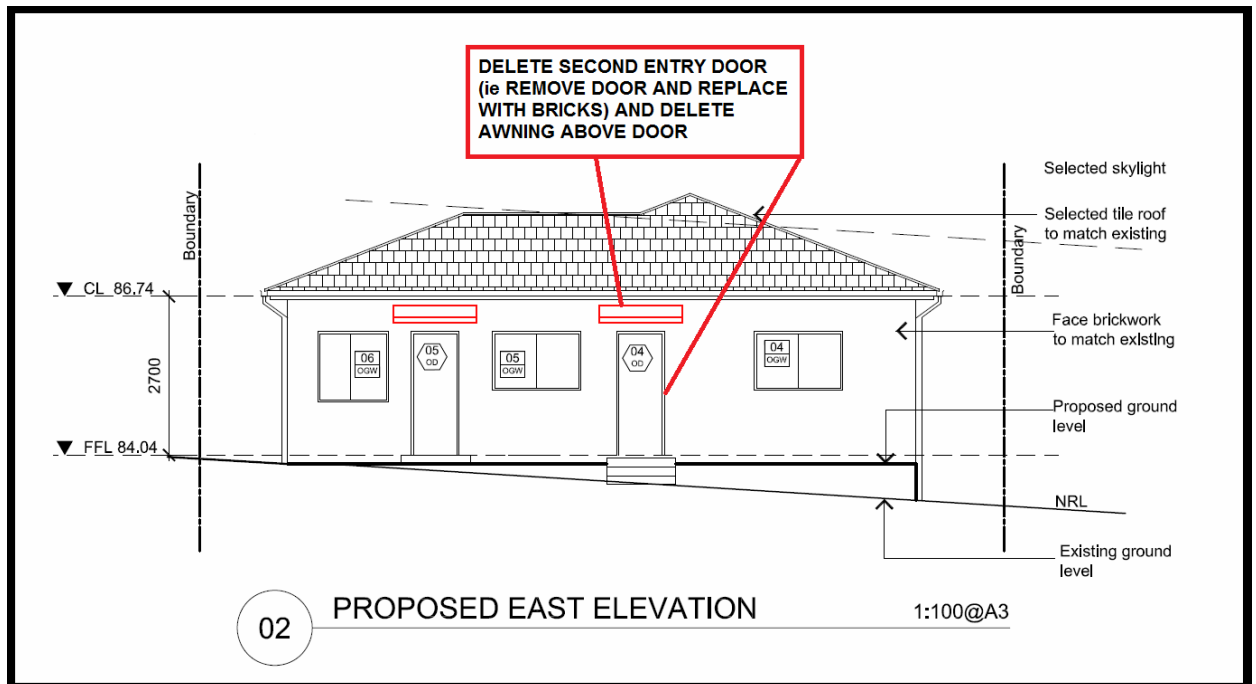 DELETE SECOND ENTRY DOOR
(ie REMOVE DOOR AND REPLACE
WITH BRICKS) AND DELETE
AWNING ABOVE DOOR
Selected skylight
Selected tile roof
to match existing
Boundary
Boundary
CL 86.74
Face brickwork
to match existing
06
OGW
05
OD
05
OGW
04
OD
04
OGW
2700
Proposed ground
level
FFL 84.04
NRL
Existing ground
level
02
PROPOSED EAST ELEVATION
1:100@A3